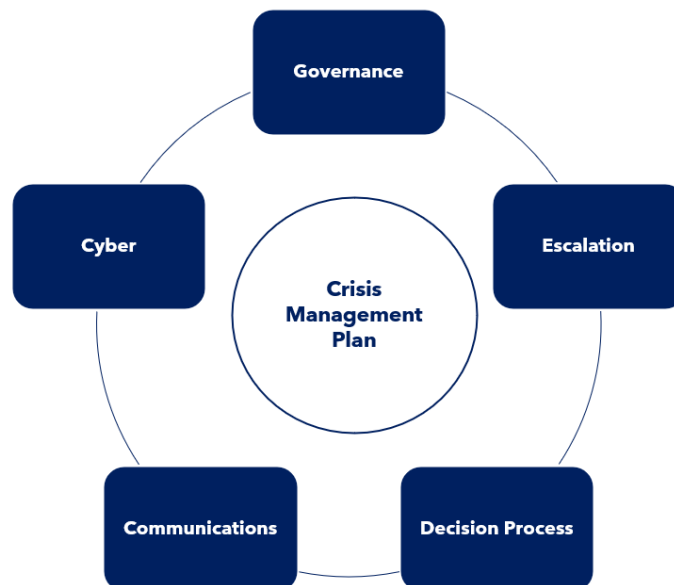 Governance
Cyber
Escalation
Crisis
Management
Plan
Communications
Decision Process